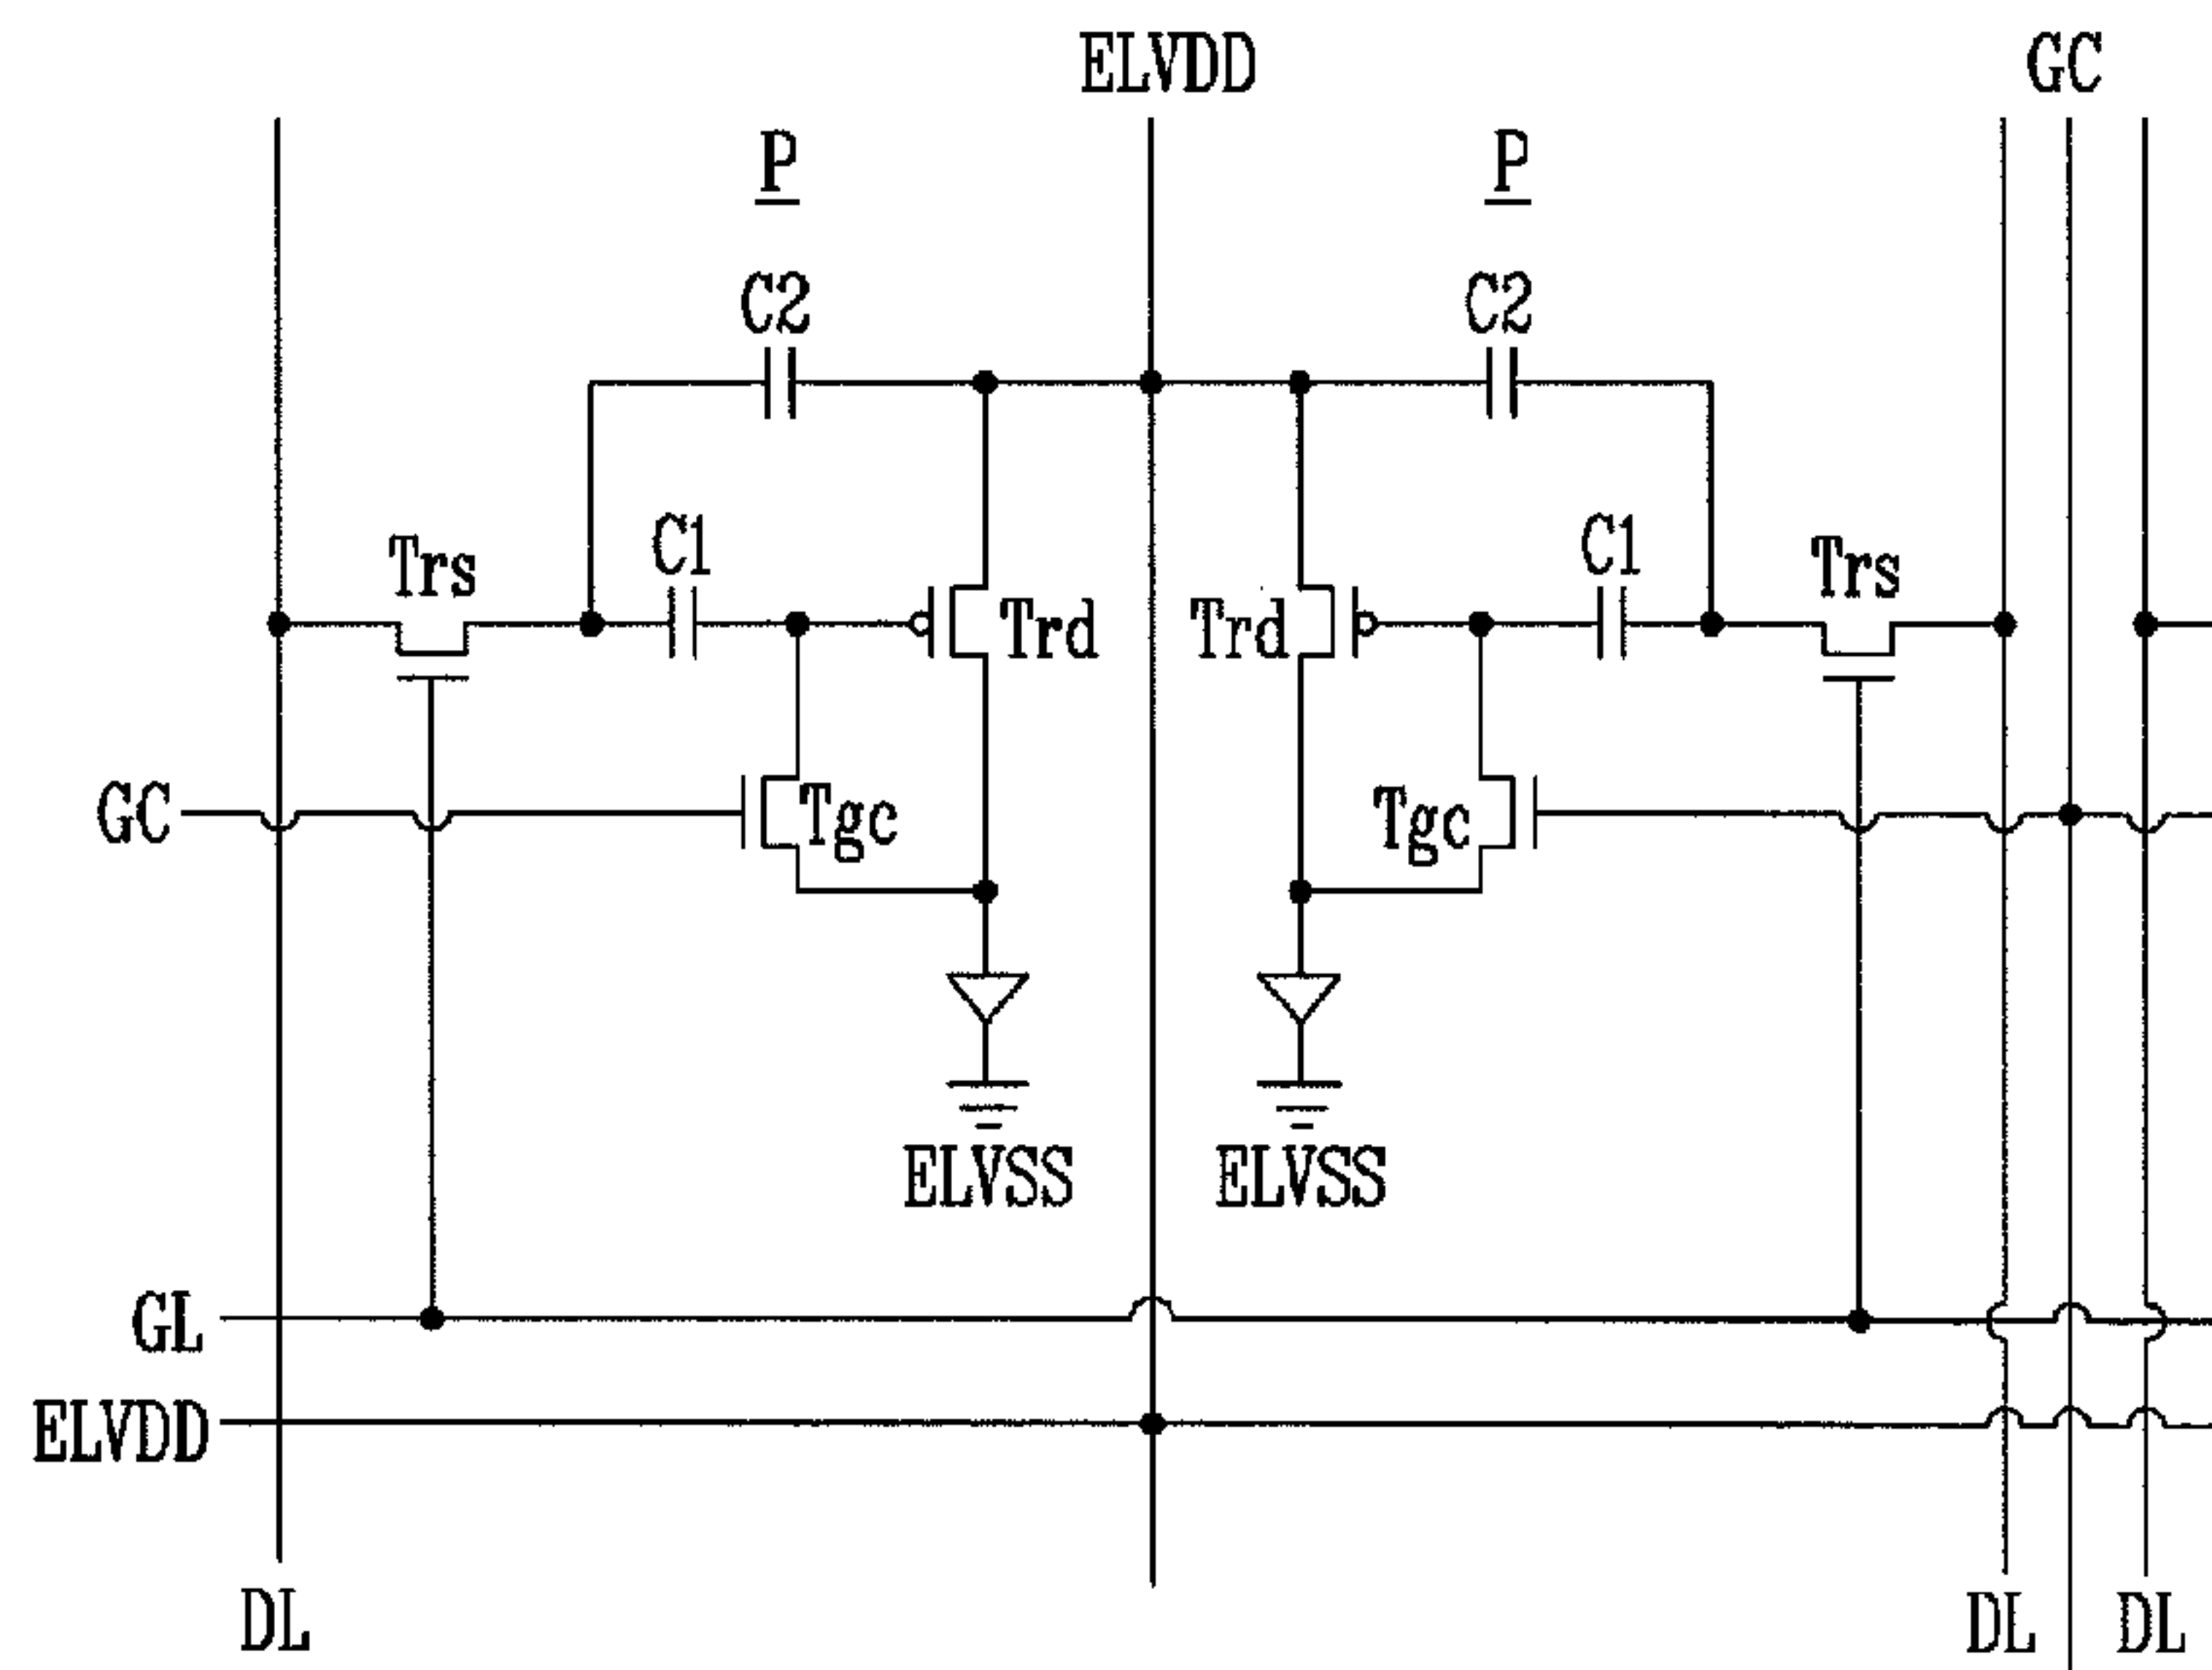 ELVDD GC
P P
C2 C2
Trs C1 C1 Trs
Trd Trd
GC Tgc Tgc
ELVSS ELVSS
GL
ELVDD
DL DL DL